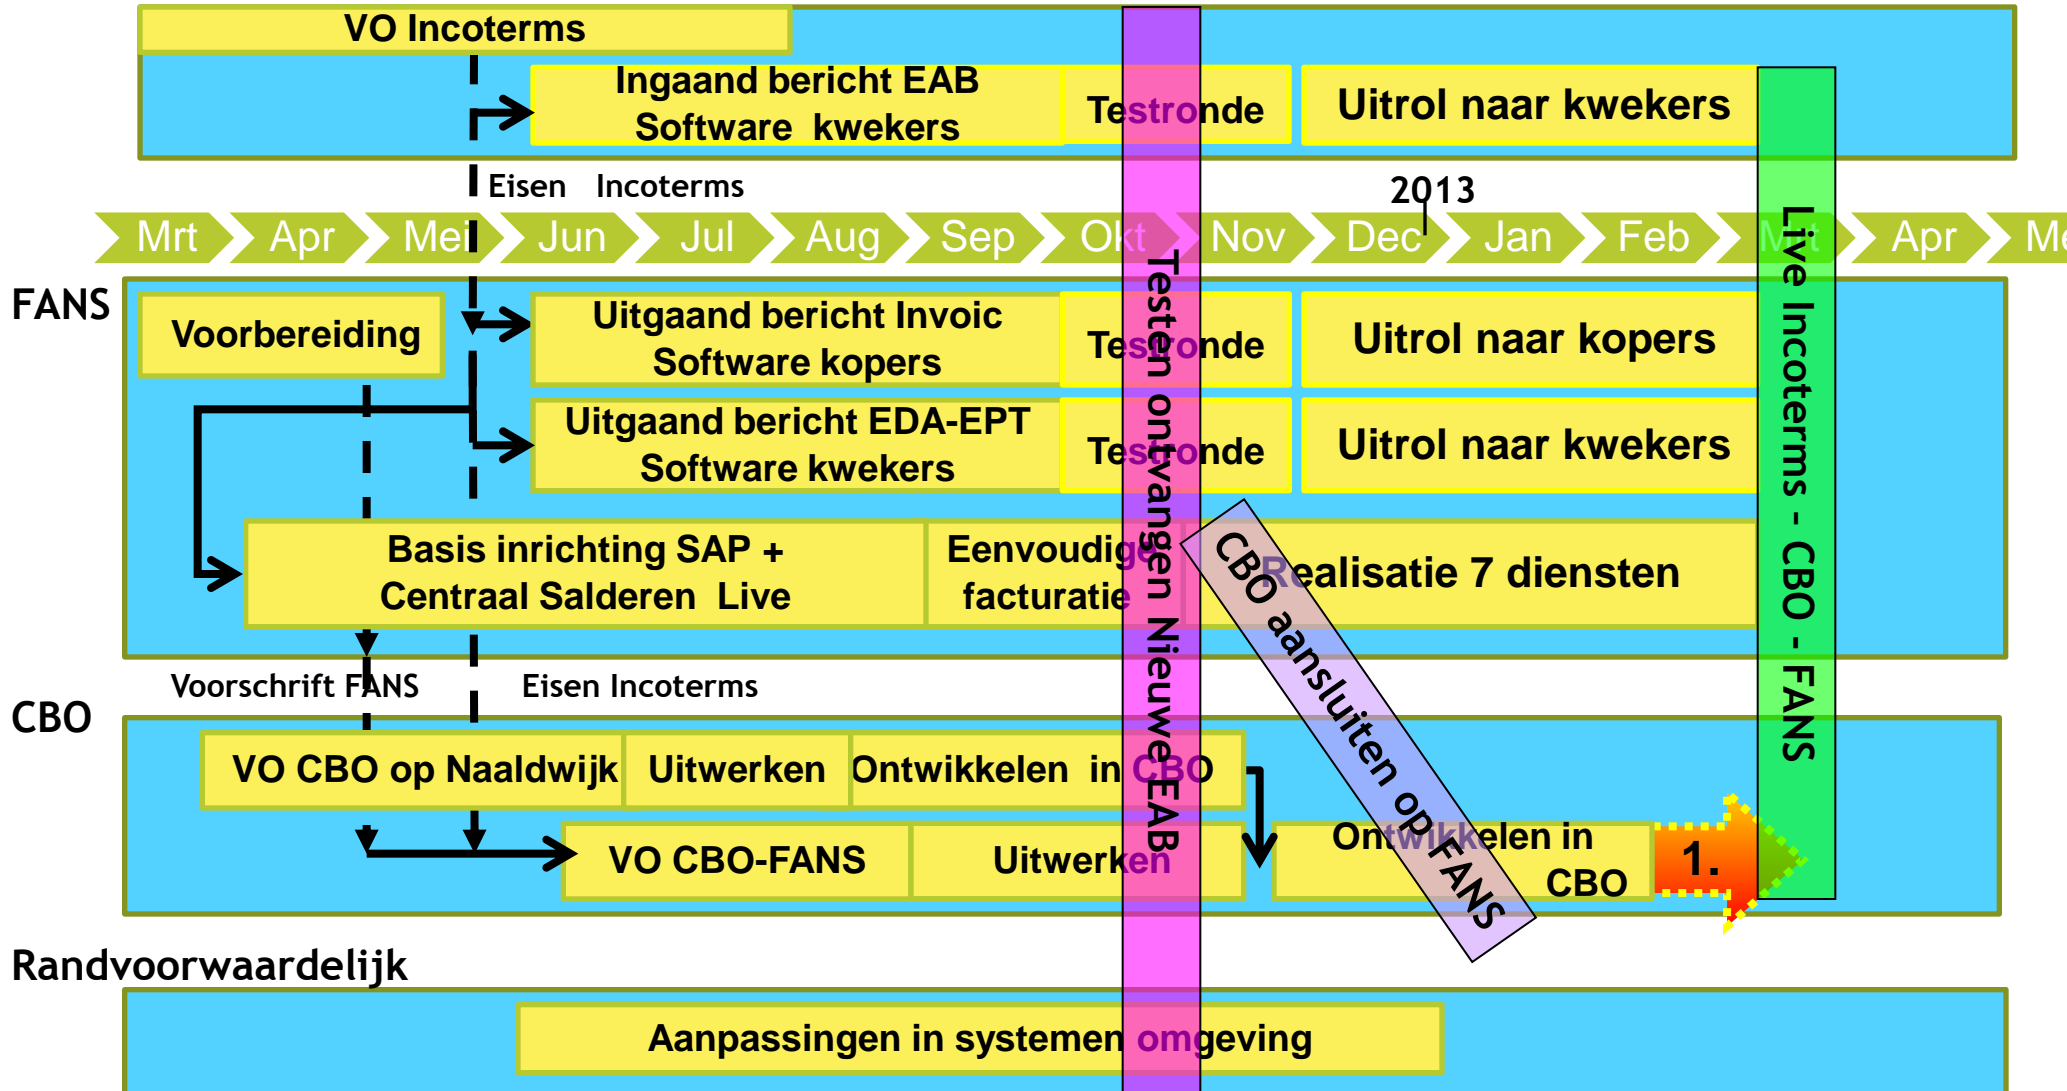 VO Incoterms
Ingaand bericht EAB
Software kwekers
Testronde
Uitrol naar kwekers
Eisen Incoterms
2013
Mrt Apr Mei Jun Jul Aug Sep Okt Nov Dec Jan Feb Mrt Apr Me
FANS
Voorbereiding
Uitgaand bericht Invoic
Software kopers
Testronde
Uitrol naar kopers
Uitgaand bericht EDA-EPT
Software kwekers
Testronde
Uitrol naar kwekers
Basis inrichting SAP +
Centraal Salderen Live
Eenvoudige
facturatie
Realisatie 7 diensten
Testen ontvangen Nieuwe EAB
CBO aansluiten op FANS
Live Incoterms - CBO - FANS
Voorschrift FANS
Eisen Incoterms
CBO
VO CBO op Naaldwijk
Uitwerken
Ontwikkelen in CBO
VO CBO-FANS
Uitwerken
Ontwikkelen in
CBO
1.
Randvoorwaardelijk
Aanpassingen in systemen omgeving